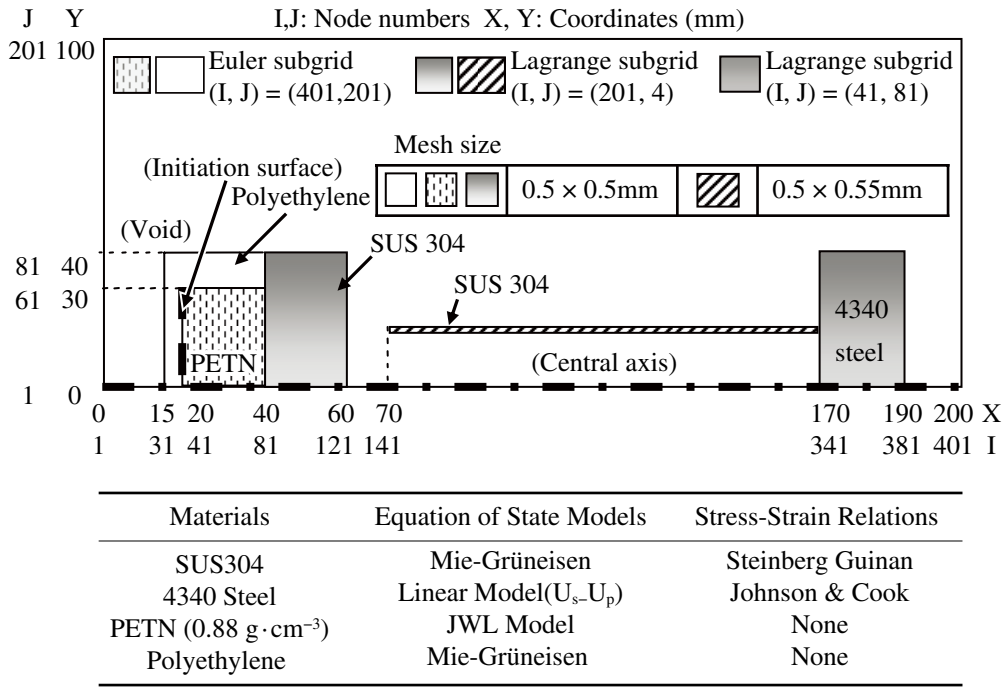 J Y I,J: Node numbers X, Y: Coordinates (mm)
201 100
Euler subgrid
(I, J) = (401,201)
Lagrange subgrid
(I, J) = (201, 4)
Lagrange subgrid
(I, J) = (41, 81)
Mesh size
0.5 × 0.5mm
0.5 × 0.55mm
(Initiation surface)
Polyethylene
(Void)
SUS 304
81 40
61 30
SUS 304
4340
steel
PETN
(Central axis)
1 0
0 15 20 40 60 70 170 190 200 X
1 31 41 81 121 141 341 381 401 I
Materials Equation of State Models Stress-Strain Relations
SUS304 Mie-Grüneisen Steinberg Guinan
4340 Steel Linear Model(Us–Up) Johnson & Cook
PETN (0.88 g·cm⁻³) JWL Model None
Polyethylene Mie-Grüneisen None